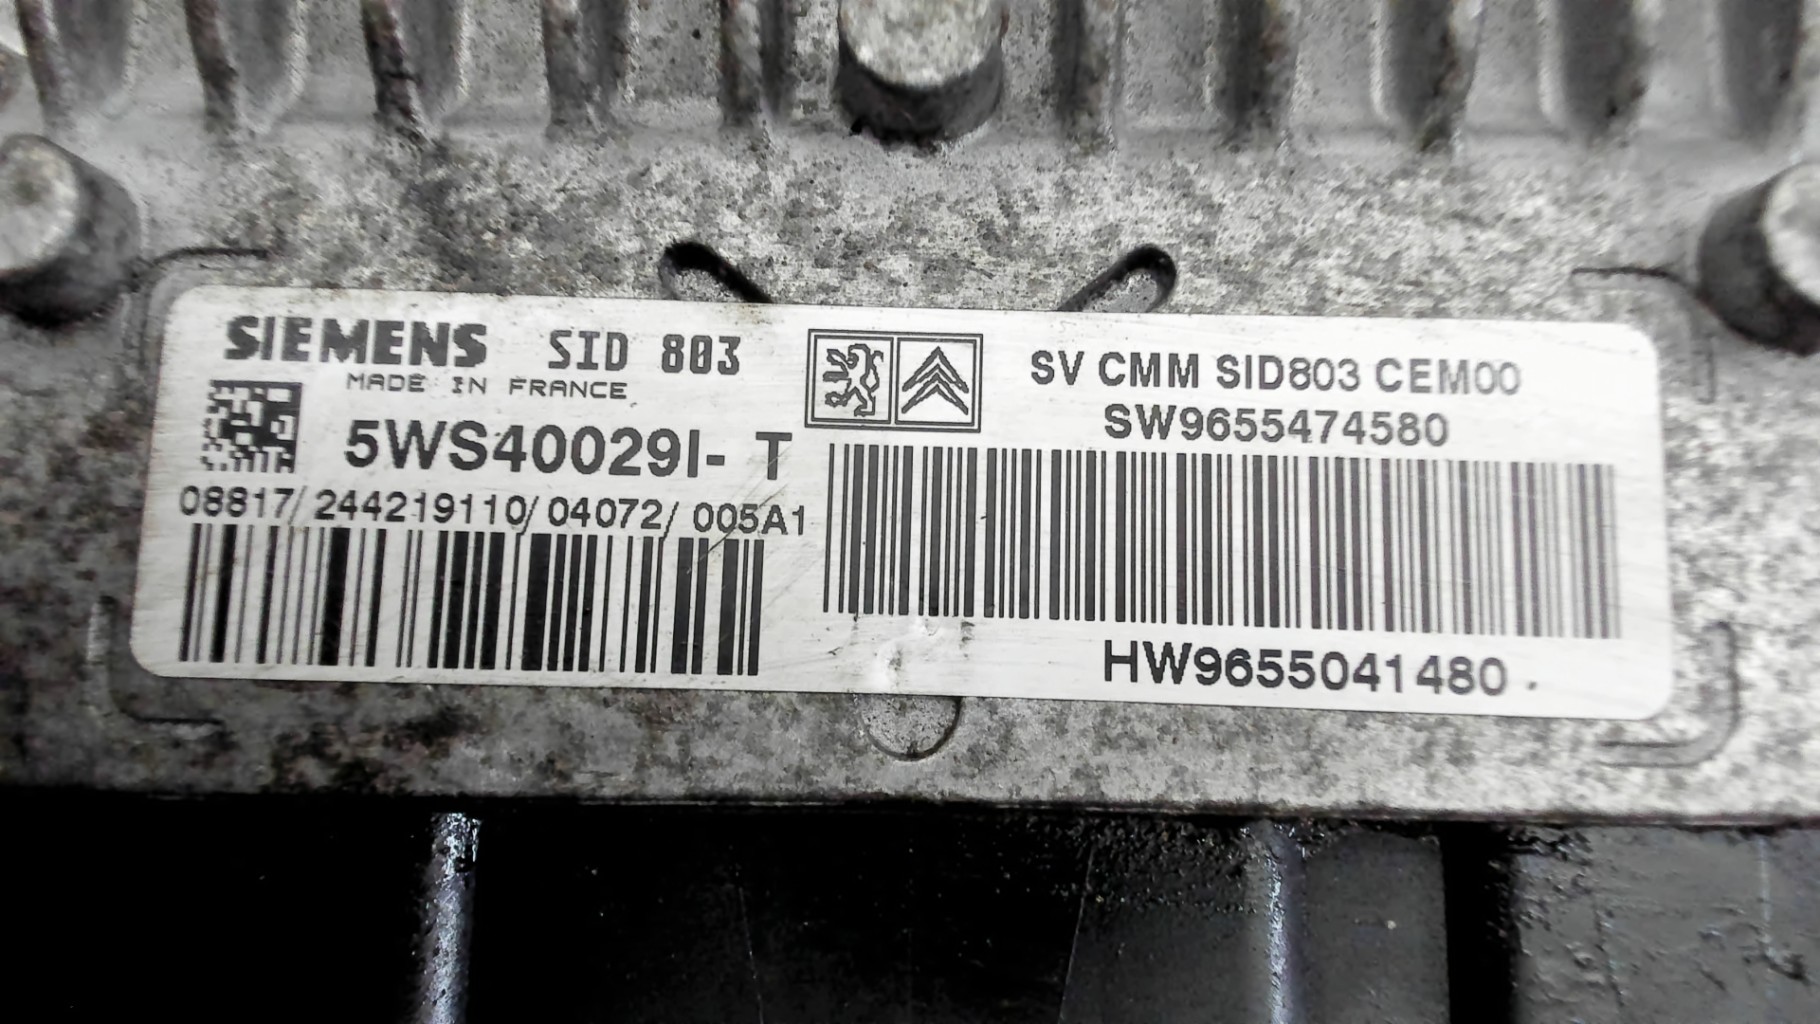 SIEMENS SID 803
MADE IN FRANCE
5WS40029I- T
08817/244219110/04072/005A1
SV CMM SID803 CEM00
SW9655474580
HW9655041480